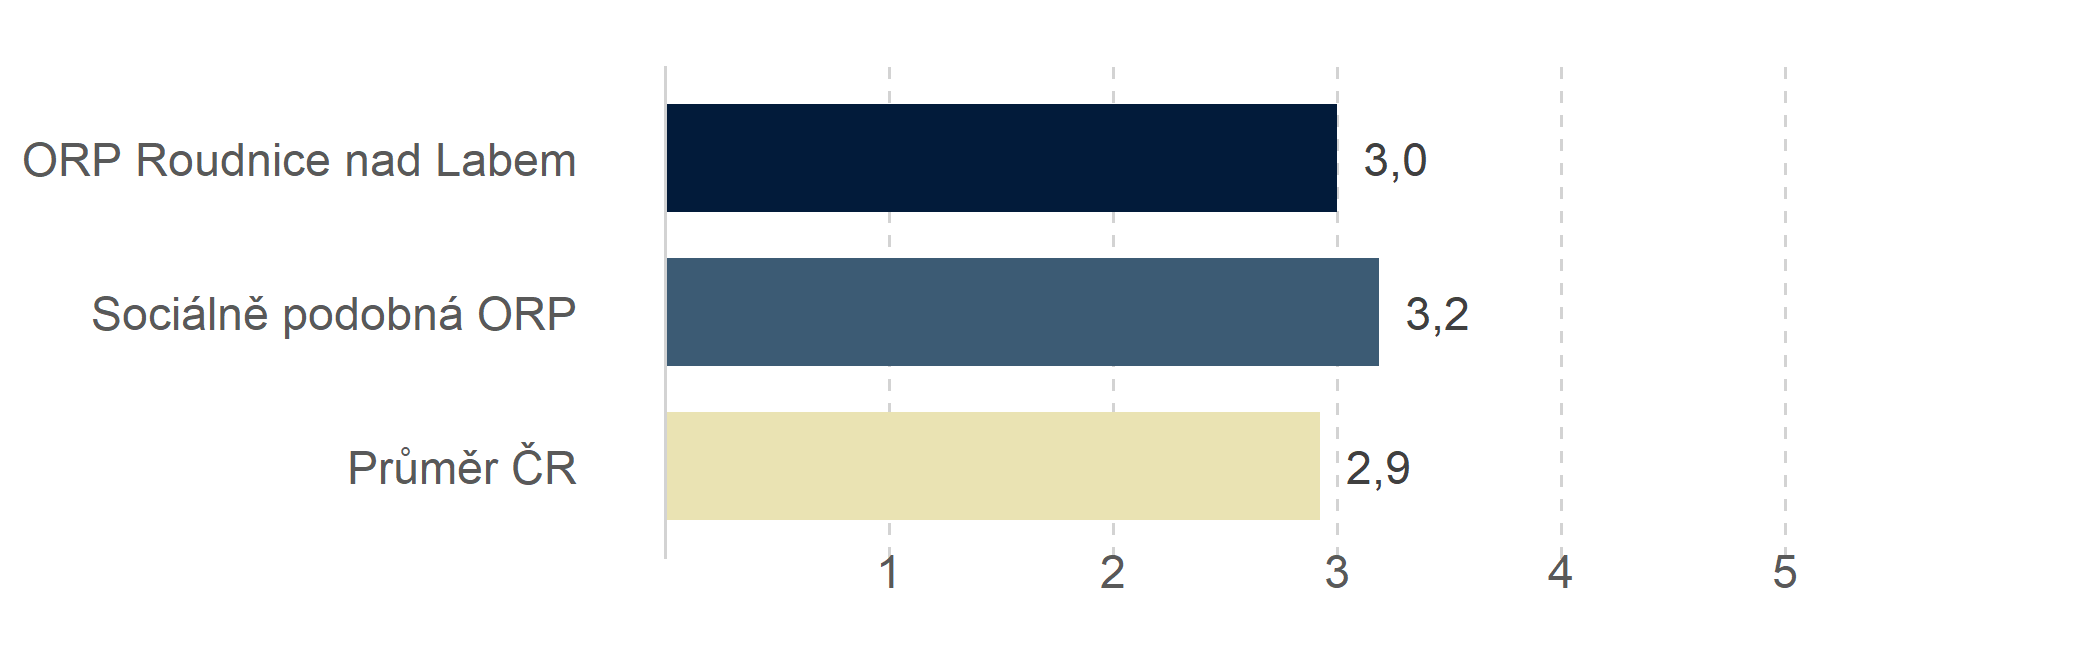 ORP Roudnice nad Labem 3,0
Sociálně podobná ORP 3,2
Průměr ČR 2,9
1 2 3 4 5